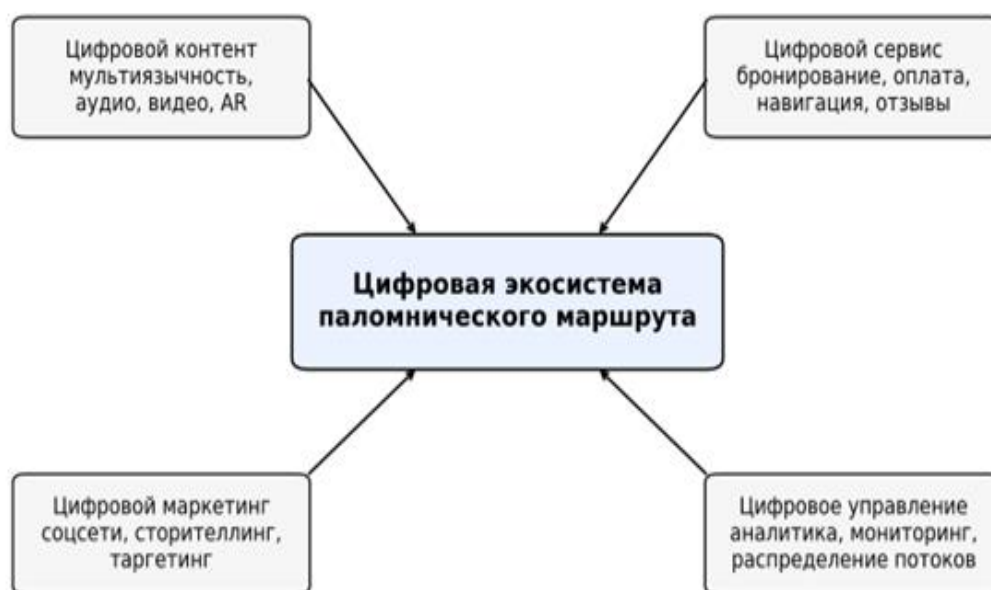 Цифровой контент
мультиязычность,
аудио, видео, AR
Цифровой сервис
бронирование, оплата,
навигация, отзывы
Цифровая экосистема
паломнического маршрута
Цифровой маркетинг
соцсети, сторителлинг,
таргетинг
Цифровое управление
аналитика, мониторинг,
распределение потоков